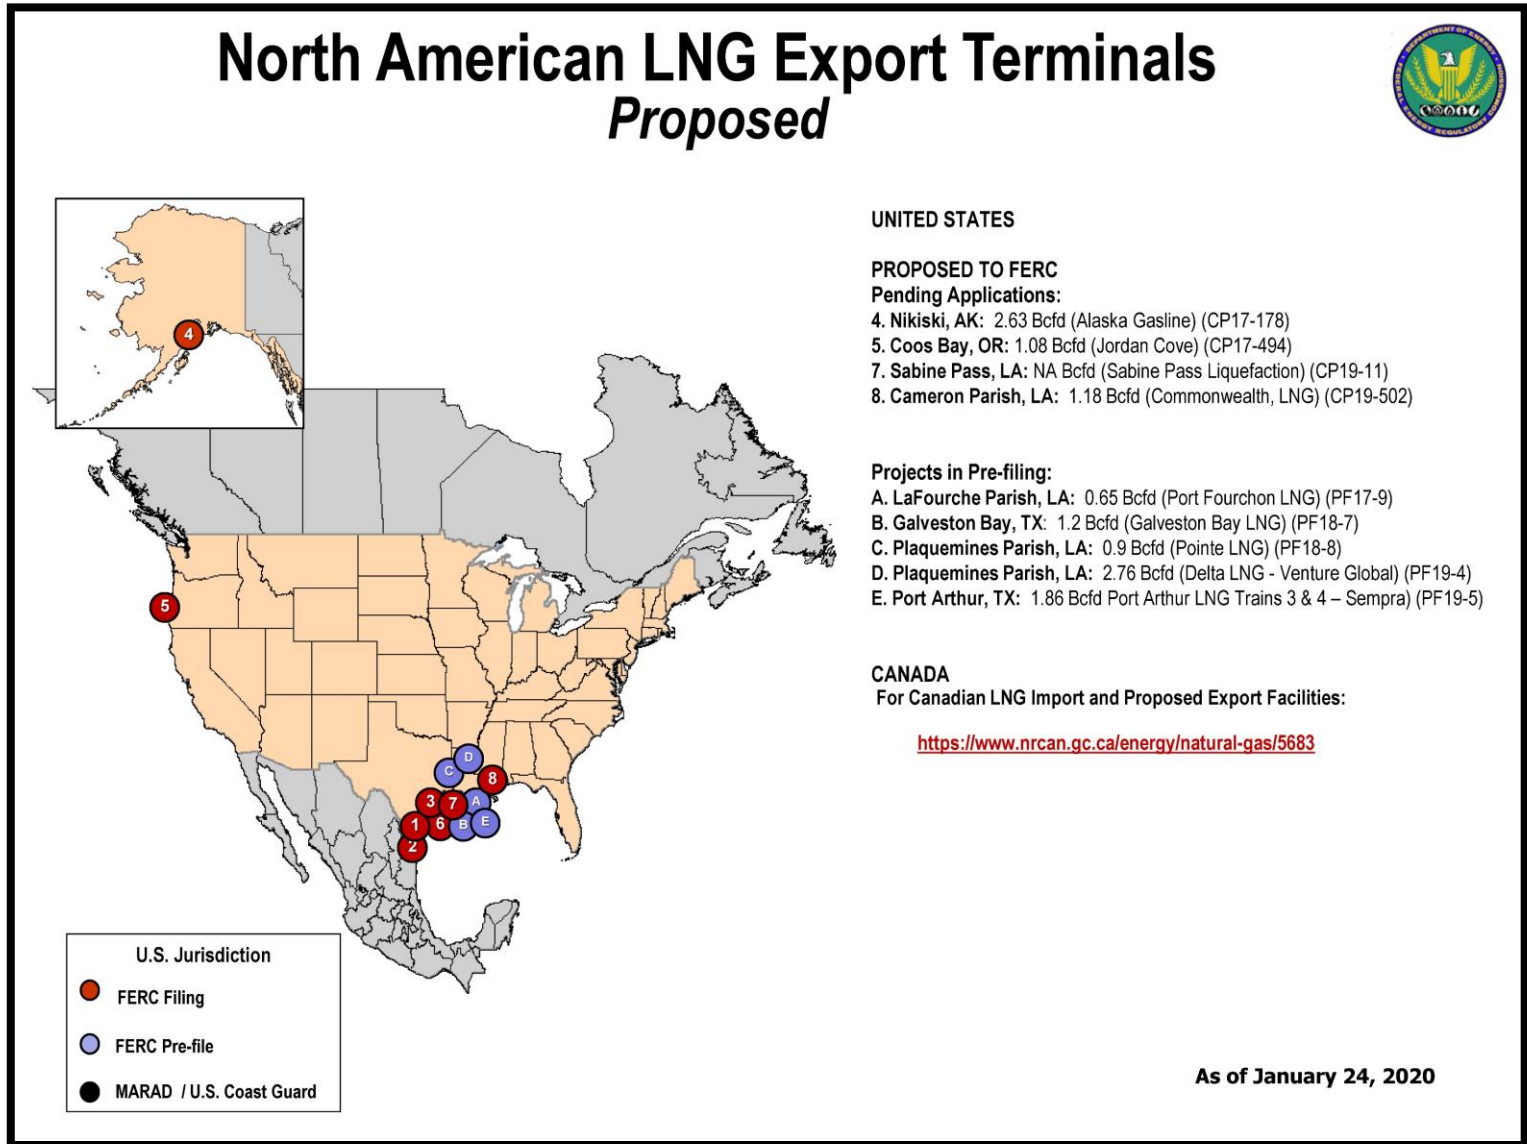 North American LNG Export Terminals
Proposed
DEPARTMENT OF ENERGY
FEDERAL ENERGY REGULATORY COMMISSION
UNITED STATES
PROPOSED TO FERC
Pending Applications:
4. Nikiski, AK: 2.63 Bcfd (Alaska Gasline) (CP17-178)
5. Coos Bay, OR: 1.08 Bcfd (Jordan Cove) (CP17-494)
7. Sabine Pass, LA: NA Bcfd (Sabine Pass Liquefaction) (CP19-11)
8. Cameron Parish, LA: 1.18 Bcfd (Commonwealth, LNG) (CP19-502)
Projects in Pre-filing:
A. LaFourche Parish, LA: 0.65 Bcfd (Port Fourchon LNG) (PF17-9)
B. Galveston Bay, TX: 1.2 Bcfd (Galveston Bay LNG) (PF18-7)
C. Plaquemines Parish, LA: 0.9 Bcfd (Pointe LNG) (PF18-8)
D. Plaquemines Parish, LA: 2.76 Bcfd (Delta LNG - Venture Global) (PF19-4)
E. Port Arthur, TX: 1.86 Bcfd Port Arthur LNG Trains 3 & 4 – Sempra) (PF19-5)
CANADA
For Canadian LNG Import and Proposed Export Facilities:
https://www.nrcan.gc.ca/energy/natural-gas/5683
4
5
D
C
8
3
7
A
1
6
B
E
2
U.S. Jurisdiction
FERC Filing
FERC Pre-file
MARAD / U.S. Coast Guard
As of January 24, 2020